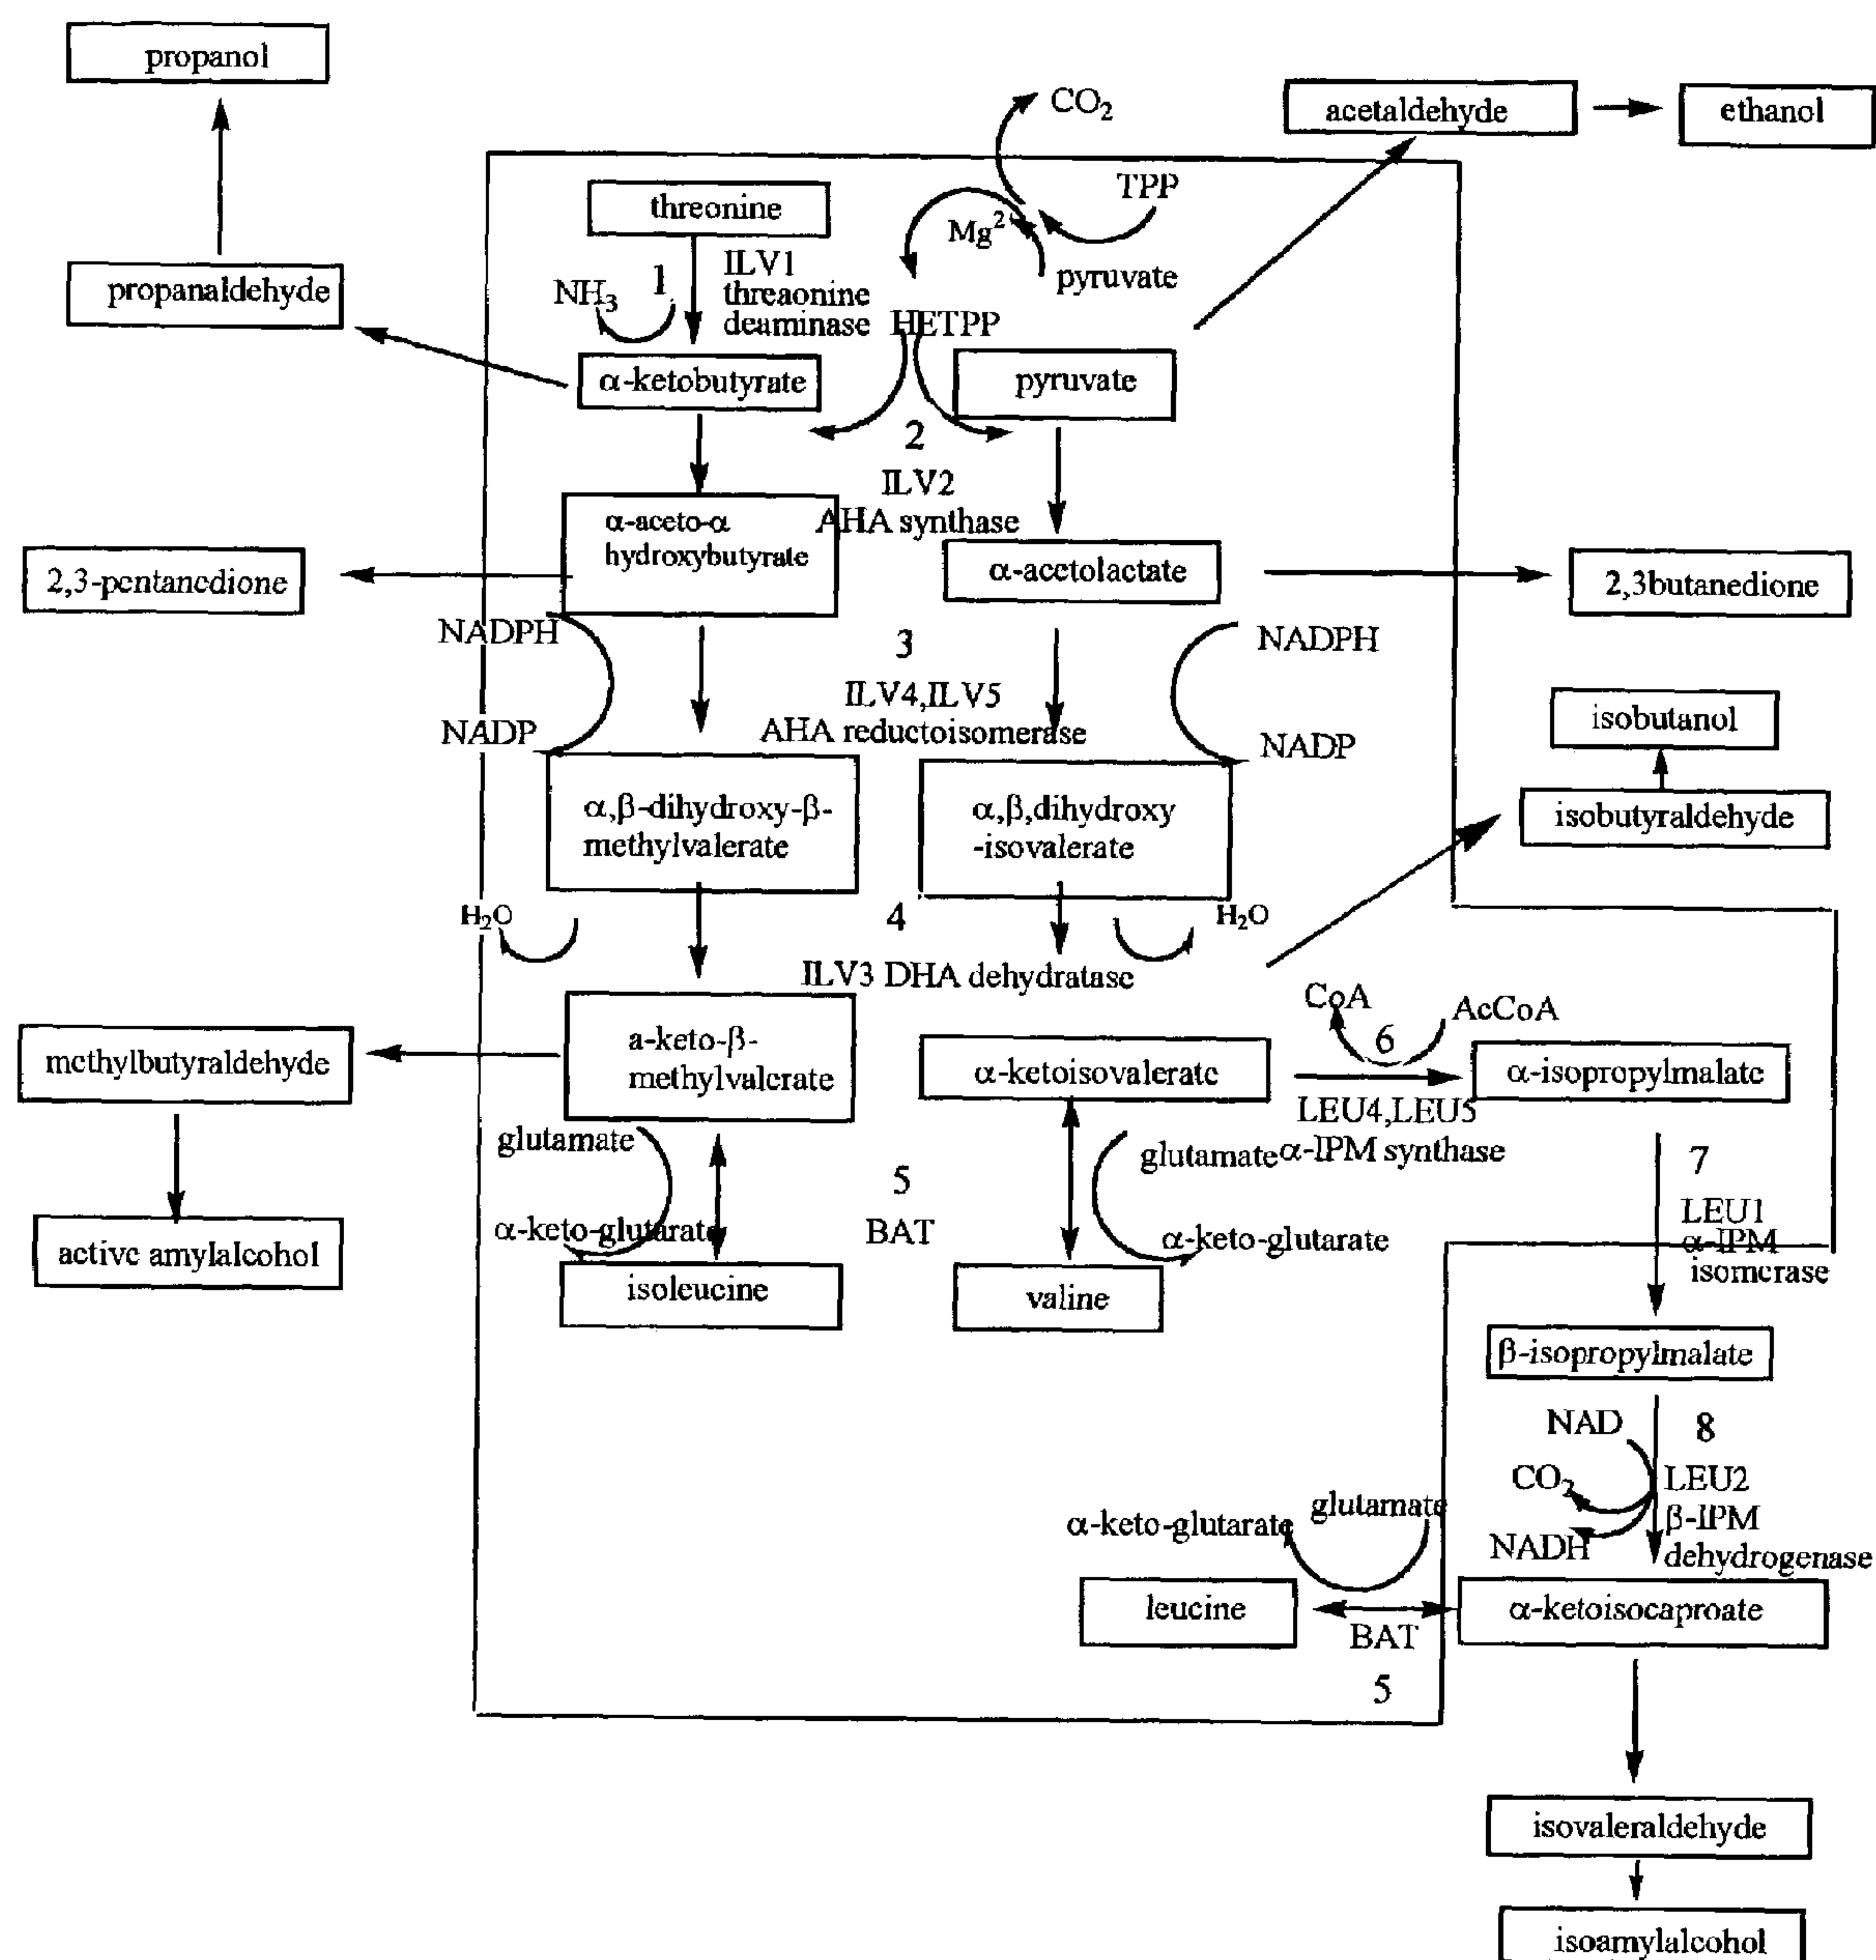 propanol
CO2
acetaldehyde
ethanol
threonine
TPP
Mg2+
pyruvate
propanaldehyde
NH3
1
ILV1
threaonine
deaminase
HETPP
α-ketobutyrate
pyruvate
2
ILV2
AHA synthase
α-aceto-α
hydroxybutyrate
α-acetolactate
2,3-pentanedione
2,3butanedione
NADPH
3
NADPH
ILV4,ILV5
AHA reductoisomerase
NADP
NADP
isobutanol
isobutyraldehyde
α,β-dihydroxy-β-
methylvalerate
α,β,dihydroxy
-isovalerate
H2O
4
H2O
ILV3 DHA dehydratase
CoA
AcCoA
6
methylbutyraldehyde
a-keto-β-
methylvalerate
α-ketoisovalerate
α-isopropylmalate
LEU4,LEU5
α-IPM synthase
glutamate
5
BAT
glutamate
7
LEU1
α-IPM
isomerase
α-keto-glutarate
α-keto-glutarate
active amylalcohol
isoleucine
valine
β-isopropylmalate
NAD
8
CO2
LEU2
β-IPM
dehydrogenase
NADH
α-keto-glutarate
glutamate
leucine
BAT
5
α-ketoisocaproate
isovaleraldehyde
isoamylalcohol